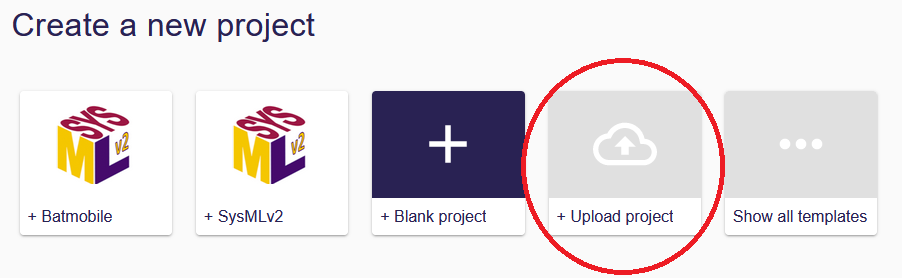 Create a new project
SYS
ML v2
SYS
ML v2
+ Batmobile
+ SysMLv2
+ Blank project
+ Upload project
Show all templates